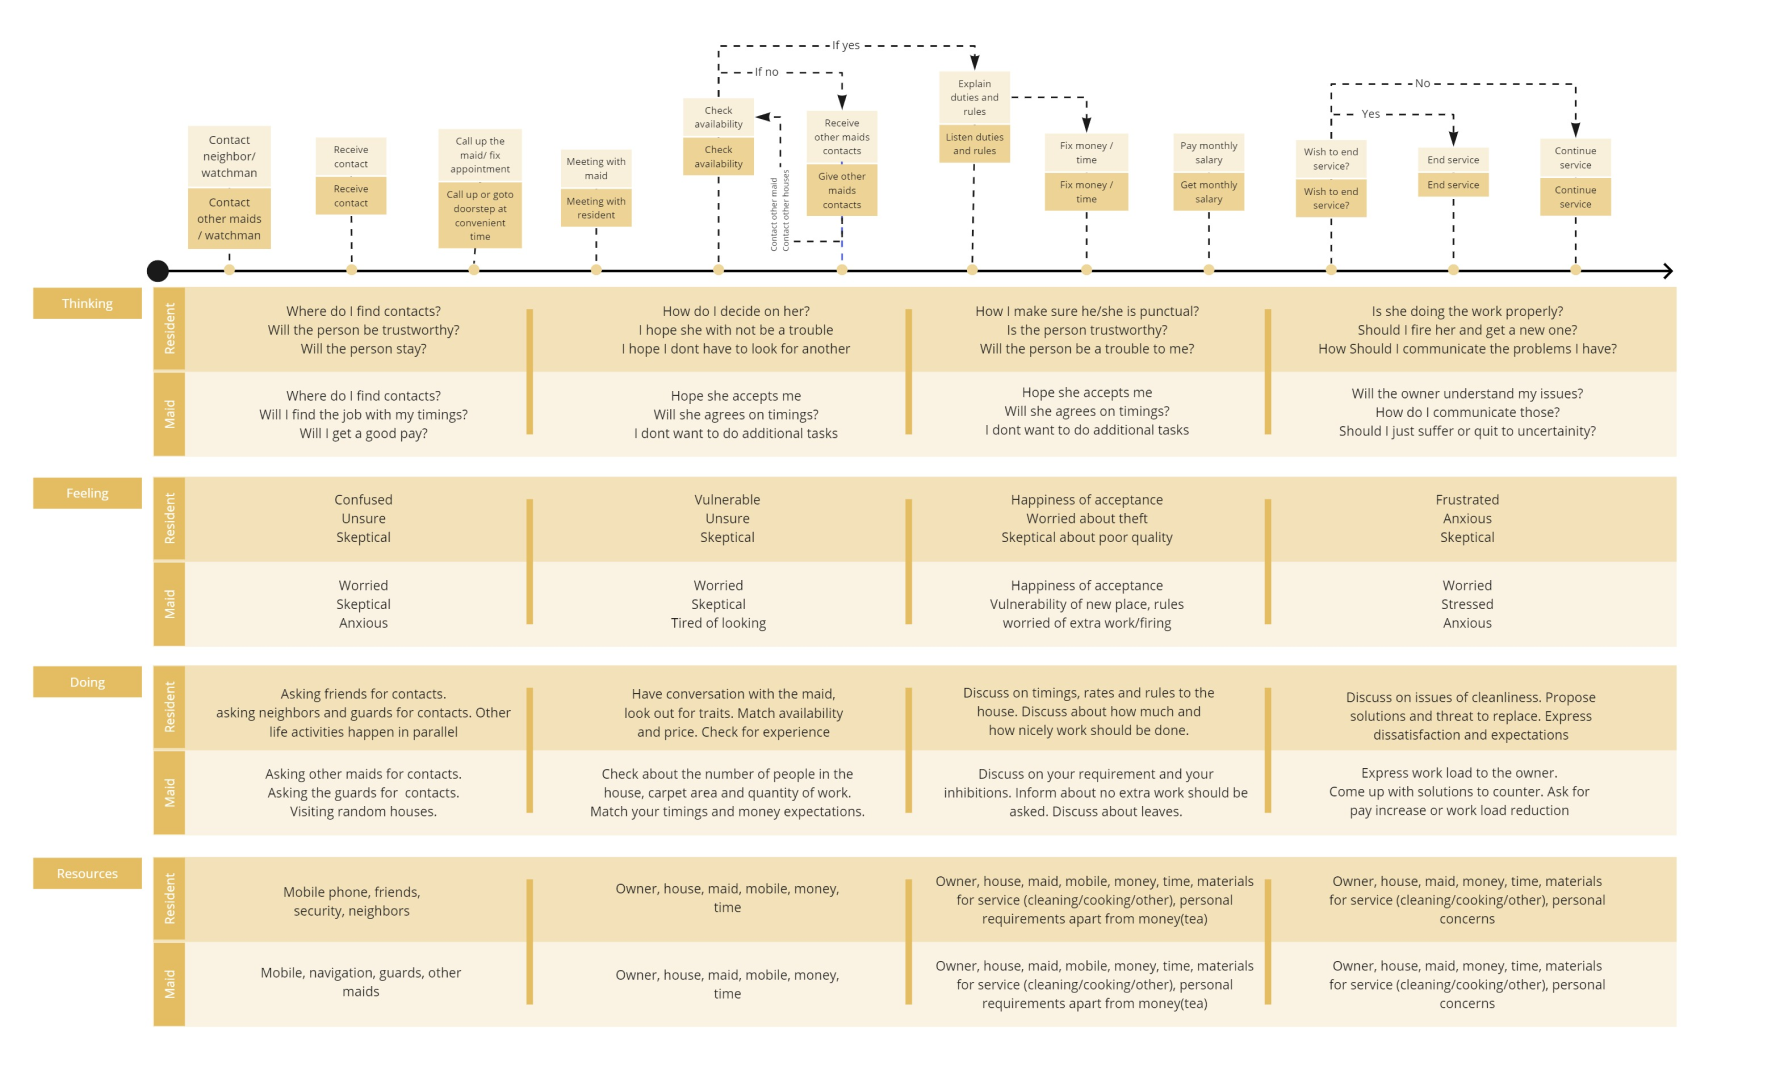 If yes
If no
No
Yes
Contact
neighbor/
watchman
Contact
other maids
/ watchman
Receive
contact
Receive
contact
Call up the
maid/ fix
appointment
Call up or goto
doorstep at
convenient
time
Meeting with
maid
Meeting with
resident
Check
availability
Check
availability
Contact other maid
Contact other houses
Receive
other maids
contacts
Give other
maids
contacts
Explain
duties and
rules
Listen duties
and rules
Fix money /
time
Fix money /
time
Pay monthly
salary
Get monthly
salary
Wish to end
service?
Wish to end
service?
End service
End service
Continue
service
Continue
service
Thinking
Resident
Where do I find contacts?
Will the person be trustworthy?
Will the person stay?
How do I decide on her?
I hope she with not be a trouble
I hope I dont have to look for another
How I make sure he/she is punctual?
Is the person trustworthy?
Will the person be a trouble to me?
Is she doing the work properly?
Should I fire her and get a new one?
How Should I communicate the problems I have?
Maid
Where do I find contacts?
Will I find the job with my timings?
Will I get a good pay?
Hope she accepts me
Will she agrees on timings?
I dont want to do additional tasks
Hope she accepts me
Will she agrees on timings?
I dont want to do additional tasks
Will the owner understand my issues?
How do I communicate those?
Should I just suffer or quit to uncertainity?
Feeling
Resident
Confused
Unsure
Skeptical
Vulnerable
Unsure
Skeptical
Happiness of acceptance
Worried about theft
Skeptical about poor quality
Frustrated
Anxious
Skeptical
Maid
Worried
Skeptical
Anxious
Worried
Skeptical
Tired of looking
Happiness of acceptance
Vulnerability of new place, rules
worried of extra work/firing
Worried
Stressed
Anxious
Doing
Resident
Asking friends for contacts.
asking neighbors and guards for contacts. Other
life activities happen in parallel
Have conversation with the maid,
look out for traits. Match availability
and price. Check for experience
Discuss on timings, rates and rules to the
house. Discuss about how much and
how nicely work should be done.
Discuss on issues of cleanliness. Propose
solutions and threat to replace. Express
dissatisfaction and expectations
Maid
Asking other maids for contacts.
Asking the guards for contacts.
Visiting random houses.
Check about the number of people in the
house, carpet area and quantity of work.
Match your timings and money expectations.
Discuss on your requirement and your
inhibitions. Inform about no extra work should be
asked. Discuss about leaves.
Express work load to the owner.
Come up with solutions to counter. Ask for
pay increase or work load reduction
Resources
Resident
Mobile phone, friends,
security, neighbors
Owner, house, maid, mobile, money,
time
Owner, house, maid, mobile, money, time, materials
for service (cleaning/cooking/other), personal
requirements apart from money(tea)
Owner, house, maid, money, time, materials
for service (cleaning/cooking/other), personal
concerns
Maid
Mobile, navigation, guards, other
maids
Owner, house, maid, mobile, money,
time
Owner, house, maid, mobile, money, time, materials
for service (cleaning/cooking/other), personal
requirements apart from money(tea)
Owner, house, maid, money, time, materials
for service (cleaning/cooking/other), personal
concerns